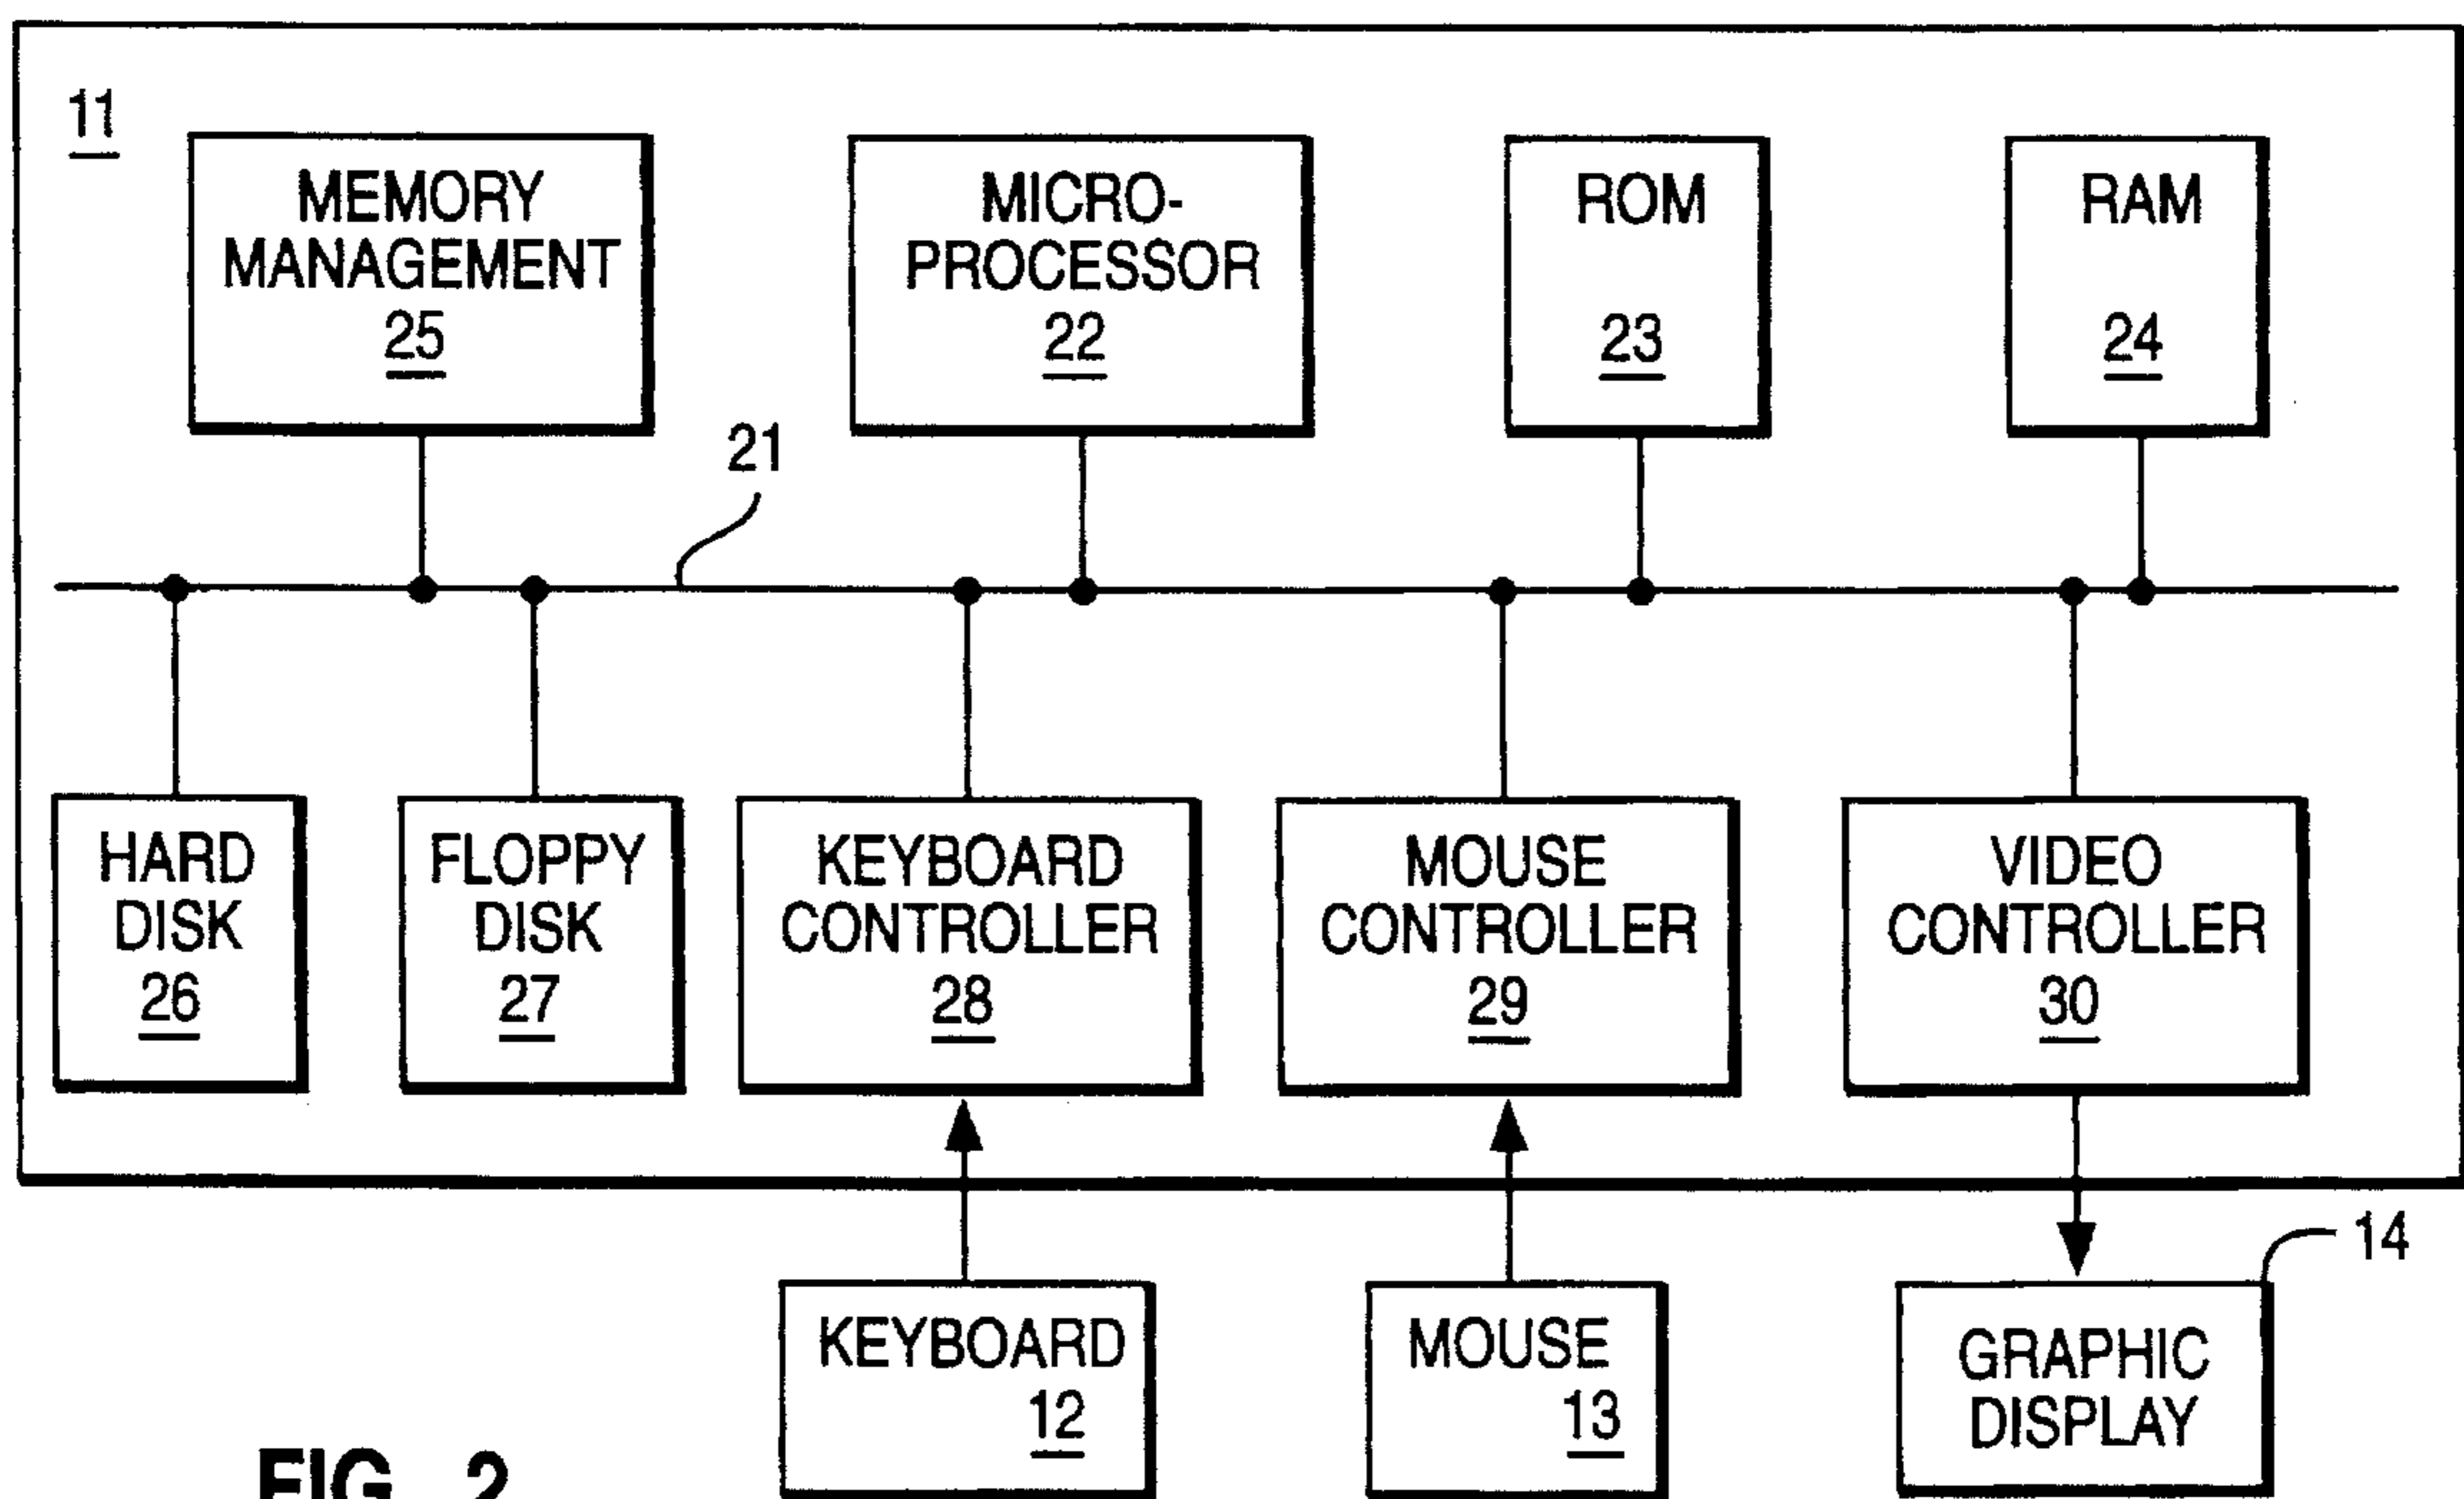 11
MEMORY
MANAGEMENT
25
MICRO-
PROCESSOR
22
ROM
23
RAM
24
21
HARD
DISK
26
FLOPPY
DISK
27
KEYBOARD
CONTROLLER
28
MOUSE
CONTROLLER
29
VIDEO
CONTROLLER
30
14
KEYBOARD
12
MOUSE
13
GRAPHIC
DISPLAY
FIG. 2